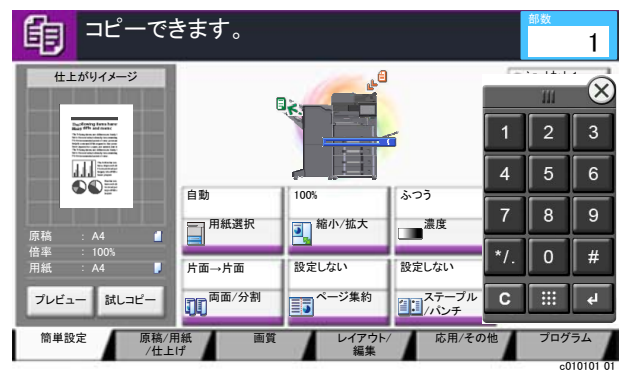 コピーできます。
部数
1
仕上がりイメージ
原稿 : A4
倍率 : 100%
用紙 : A4
プレビュー
試しコピー
自動
用紙選択
100%
縮小/拡大
ふつう
濃度
片面→片面
両面/分割
設定しない
ページ集約
設定しない
ステープル
/パンチ
1 2 3
4 5 6
7 8 9
*/. 0 #
C
簡単設定
原稿/用紙
/仕上げ
画質
レイアウト/
編集
応用/その他
プログラム
c010101 01